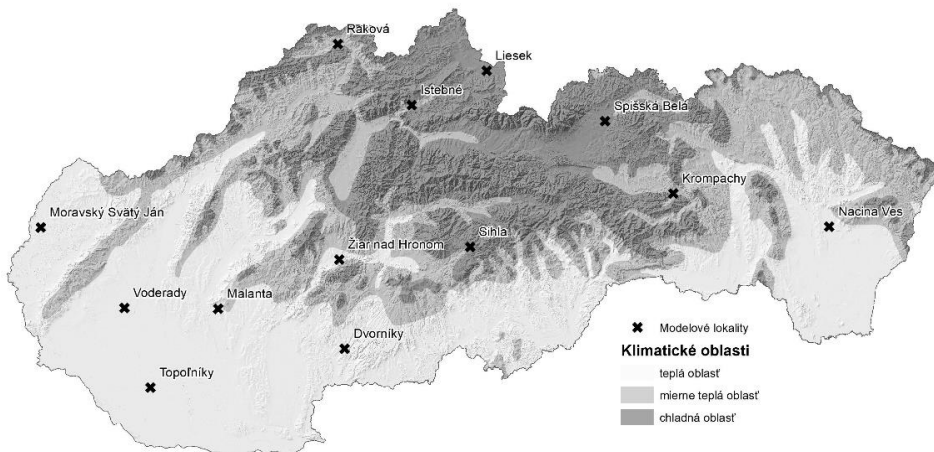 Raková
Liesek
Istebné
Spišská Belá
Krompachy
Moravský Svätý Ján
Nacina Ves
Sihla
Žiar nad Hronom
Voderady
Malanta
Dvorníky
Topoľníky
Modelové lokality
Klimatické oblasti
teplá oblasť
mierne teplá oblasť
chladná oblasť